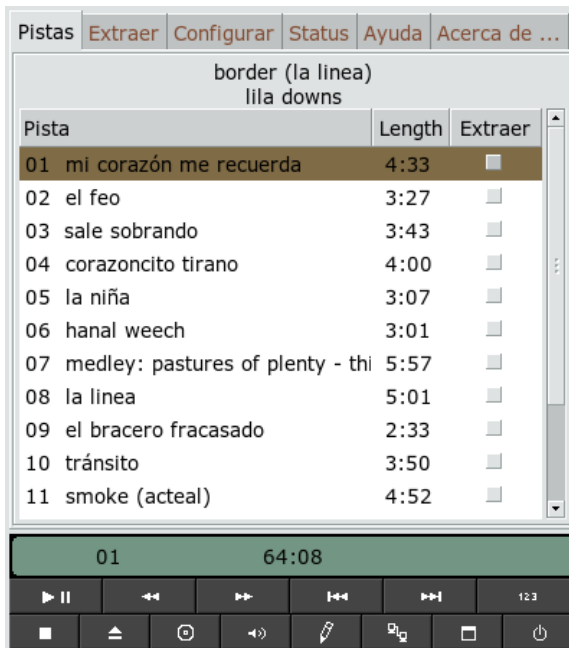 Pistas Extraer Configurar Status Ayuda Acerca de ...
border (la linea)
lila downs
Pista Length Extraer
01 mi corazón me recuerda 4:33
02 el feo 3:27
03 sale sobrando 3:43
04 corazoncito tirano 4:00
05 la niña 3:07
06 hanal weech 3:01
07 medley: pastures of plenty - thi 5:57
08 la linea 5:01
09 el bracero fracasado 2:33
10 tránsito 3:50
11 smoke (acteal) 4:52
01 64:08
123